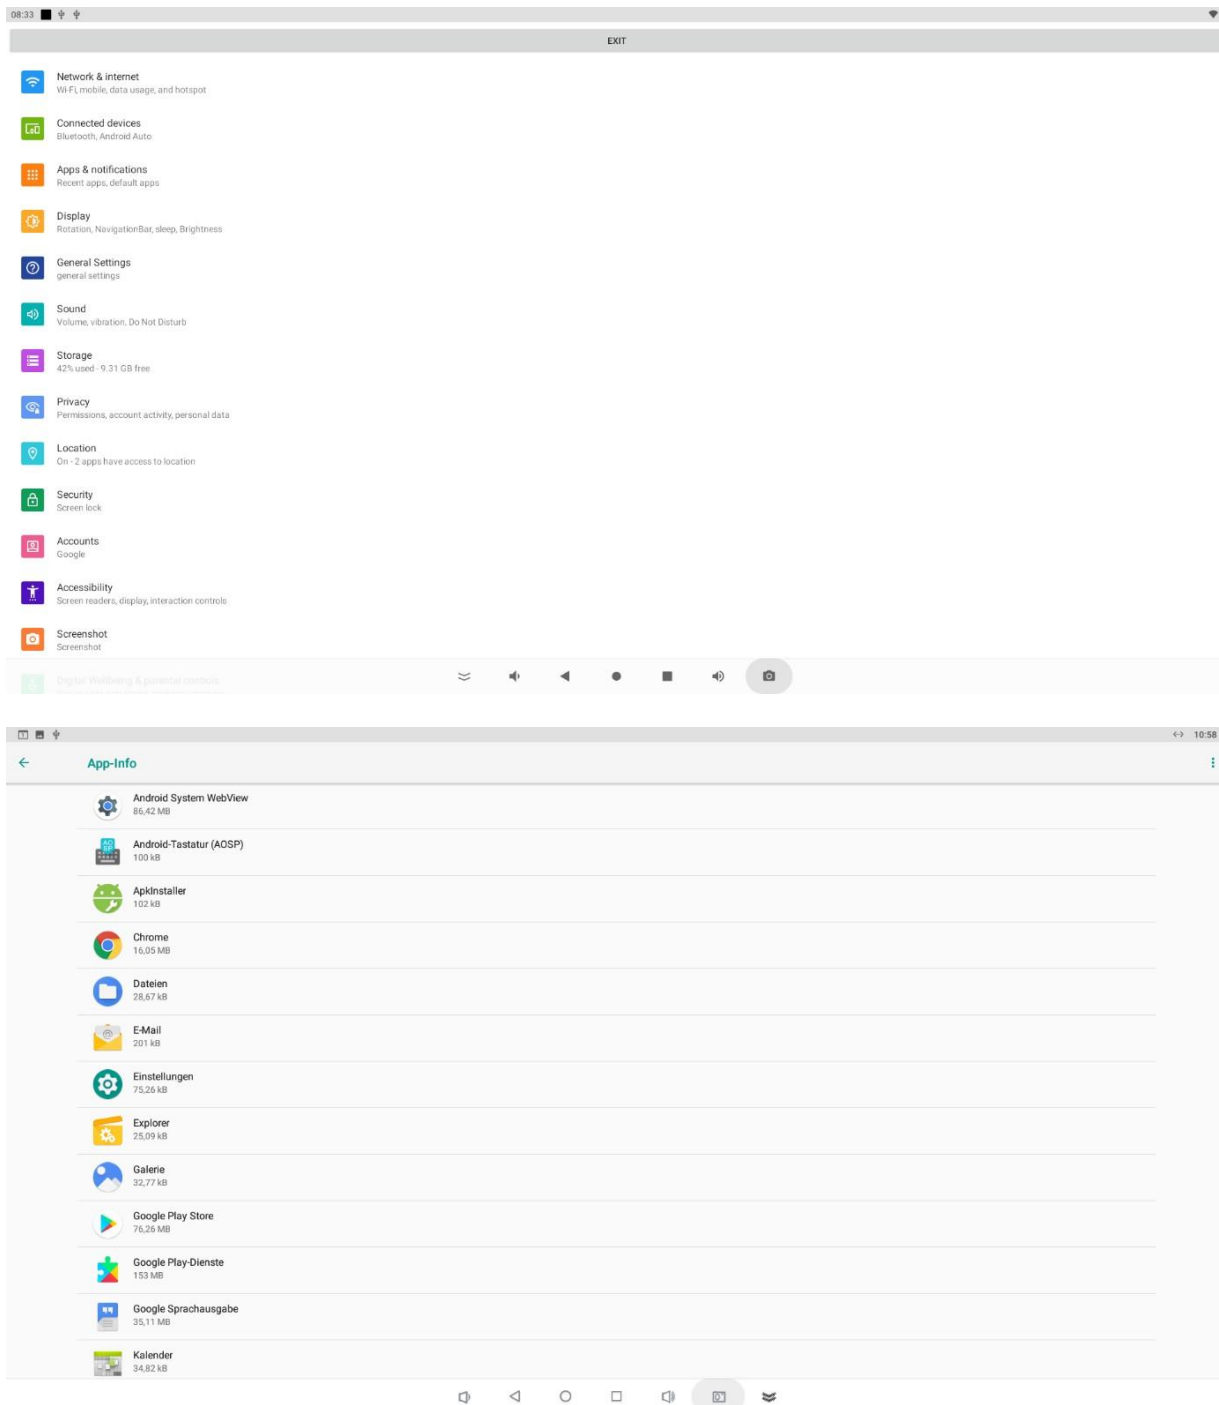 08:33
EXIT
Network & internet
Wi-Fi, mobile, data usage, and hotspot
Connected devices
Bluetooth, Android Auto
Apps & notifications
Recent apps, default apps
Display
Rotation, NavigationBar, sleep, Brightness
General Settings
general settings
Sound
Volume, vibration, Do Not Disturb
Storage
42% used - 9.31 GB free
Privacy
Permissions, account activity, personal data
Location
On - 2 apps have access to location
Security
Screen lock
Accounts
Google
Accessibility
Screen readers, display, interaction controls
Screenshot
Screenshot
Digital Wellbeing & parental controls
10:58
App-Info
Android System WebView
86,42 MB
Android-Tastatur (AOSP)
100 kB
ApkInstaller
102 kB
Chrome
16,05 MB
Dateien
28,67 kB
E-Mail
201 kB
Einstellungen
75,26 kB
Explorer
25,09 kB
Galerie
32,77 kB
Google Play Store
76,26 MB
Google Play-Dienste
153 MB
Google Sprachausgabe
35,11 MB
Kalender
34,82 kB